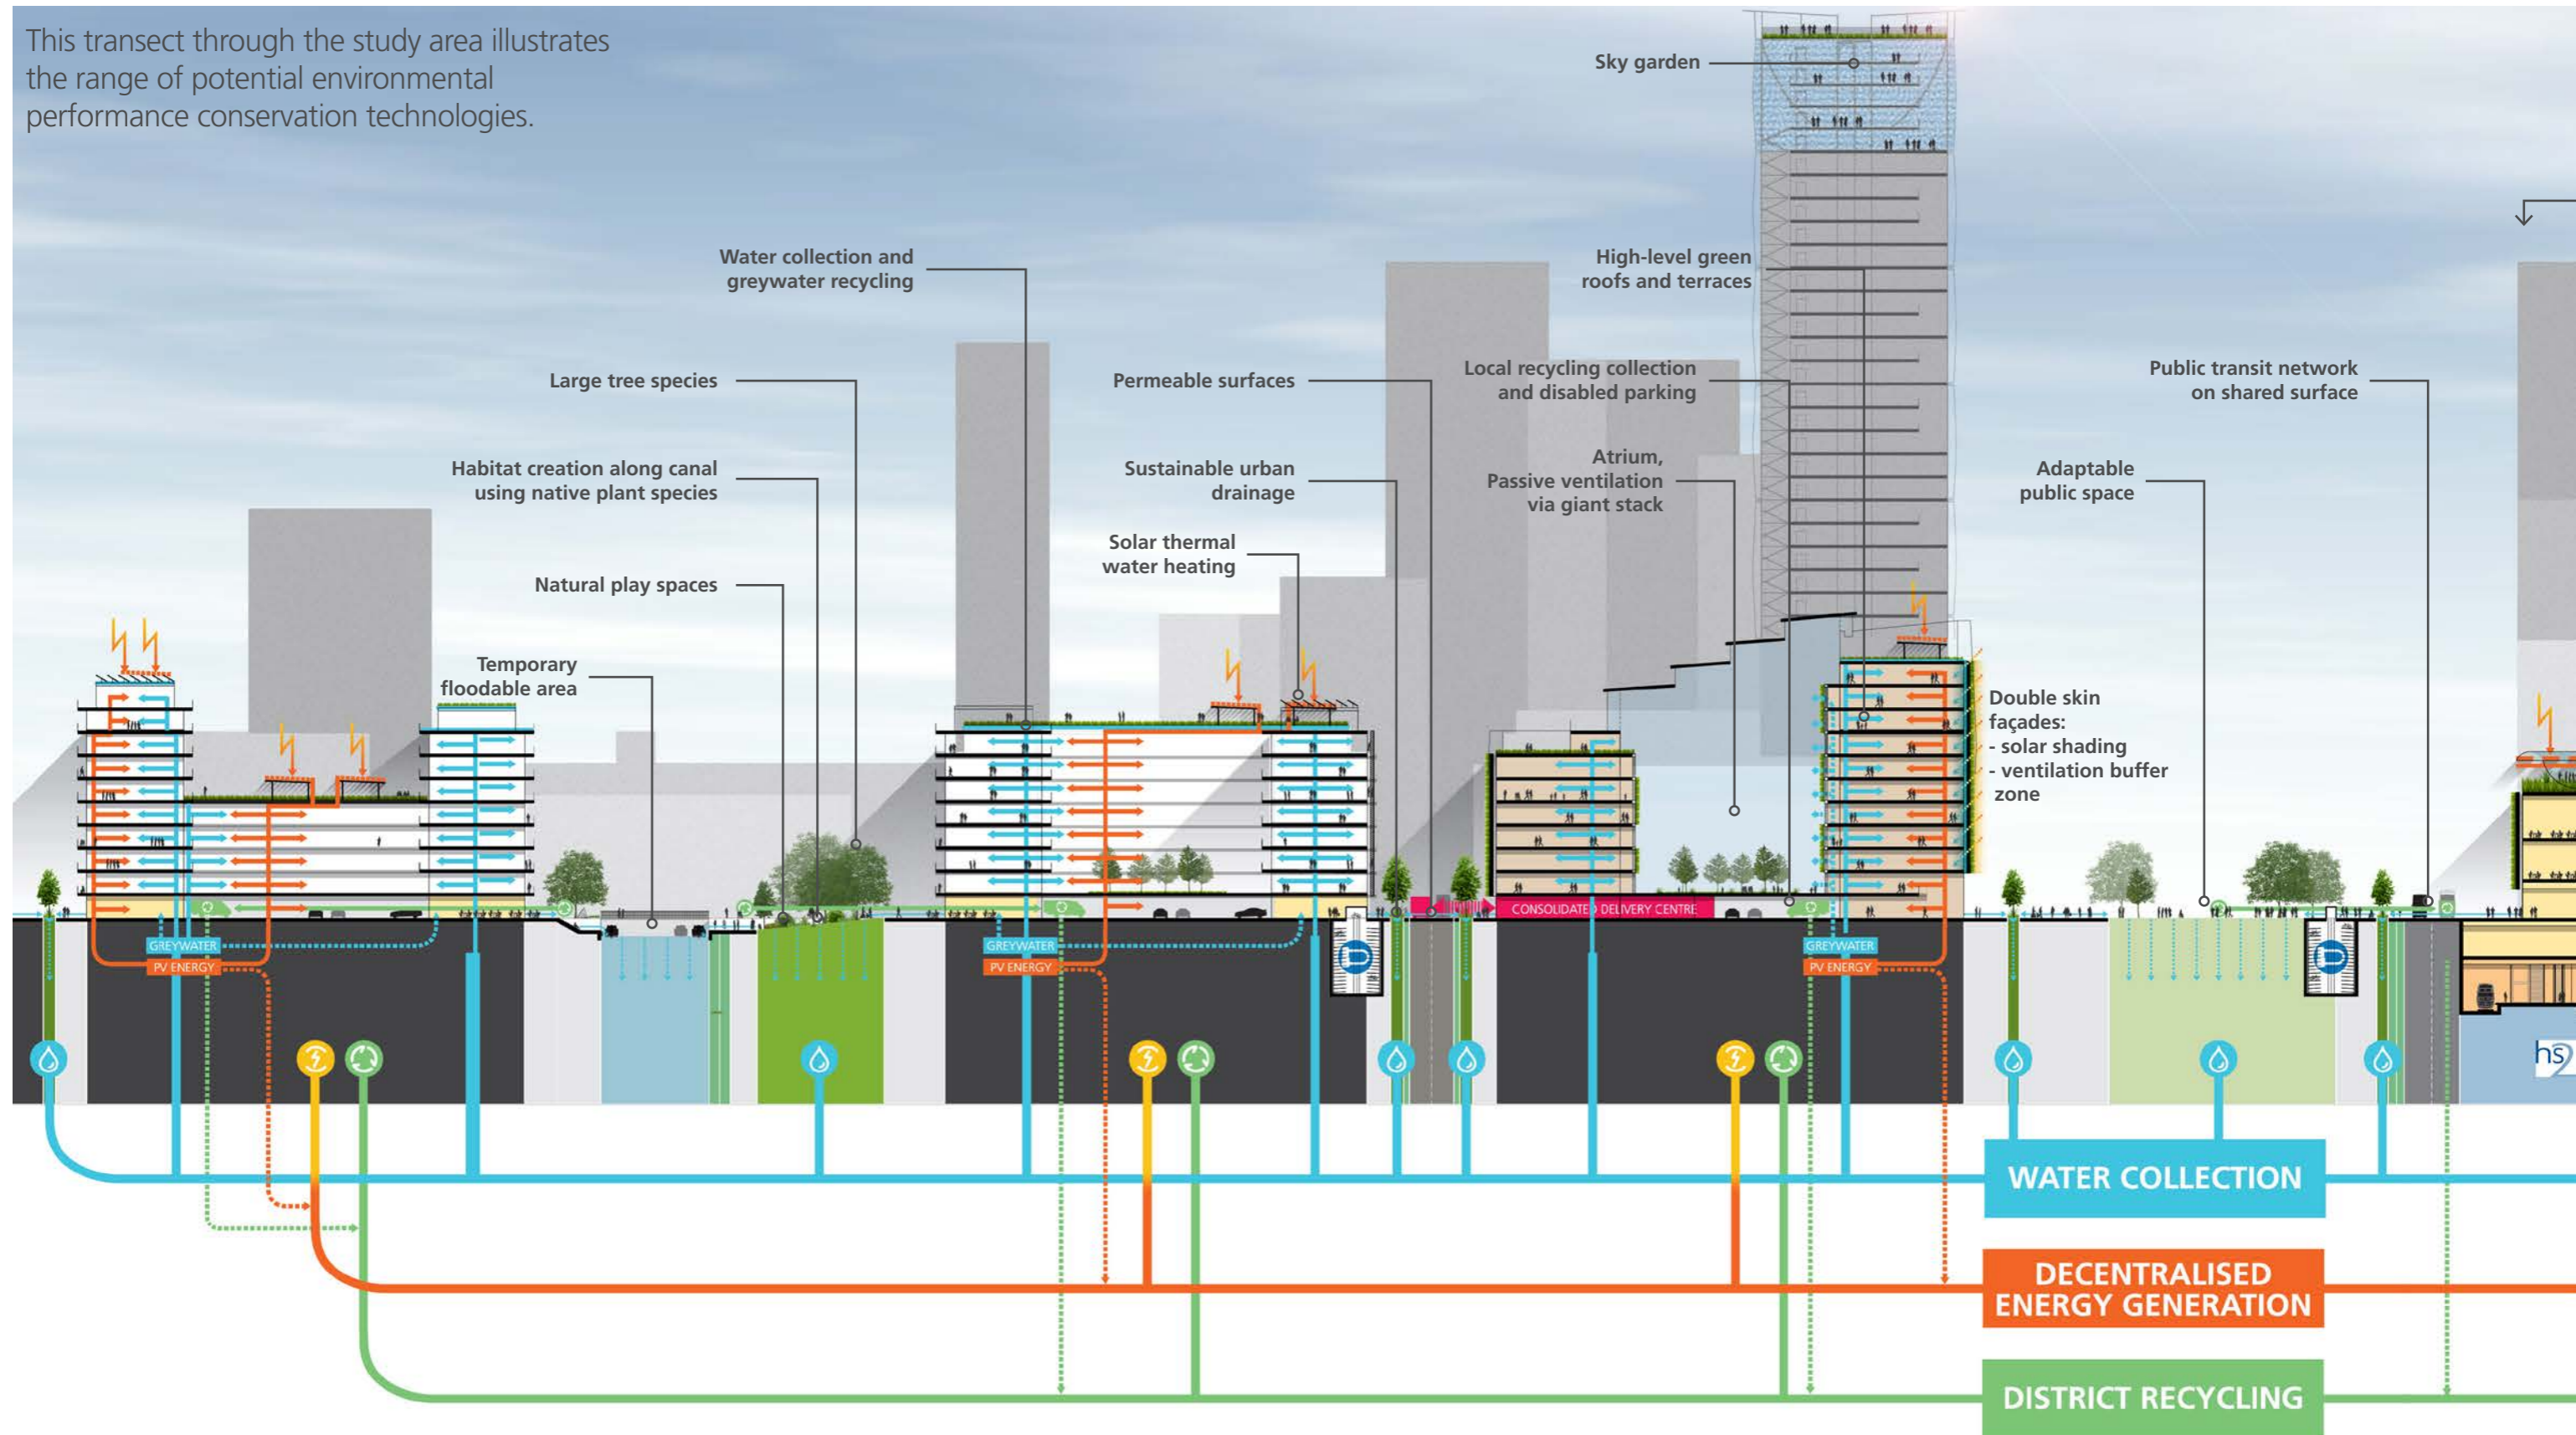 This transect through the study area illustrates
the range of potential environmental
performance conservation technologies.
Sky garden
Water collection and
greywater recycling
High-level green
roofs and terraces
Large tree species
Permeable surfaces
Local recycling collection
and disabled parking
Public transit network
on shared surface
Habitat creation along canal
using native plant species
Sustainable urban
drainage
Atrium,
Passive ventilation
via giant stack
Adaptable
public space
Solar thermal
water heating
Natural play spaces
Temporary
floodable area
Double skin
façades:
- solar shading
- ventilation buffer
zone
CONSOLIDATED DELIVERY CENTRE
GREYWATER
PV ENERGY
GREYWATER
PV ENERGY
GREYWATER
PV ENERGY
hs2
WATER COLLECTION
DECENTRALISED
ENERGY GENERATION
DISTRICT RECYCLING